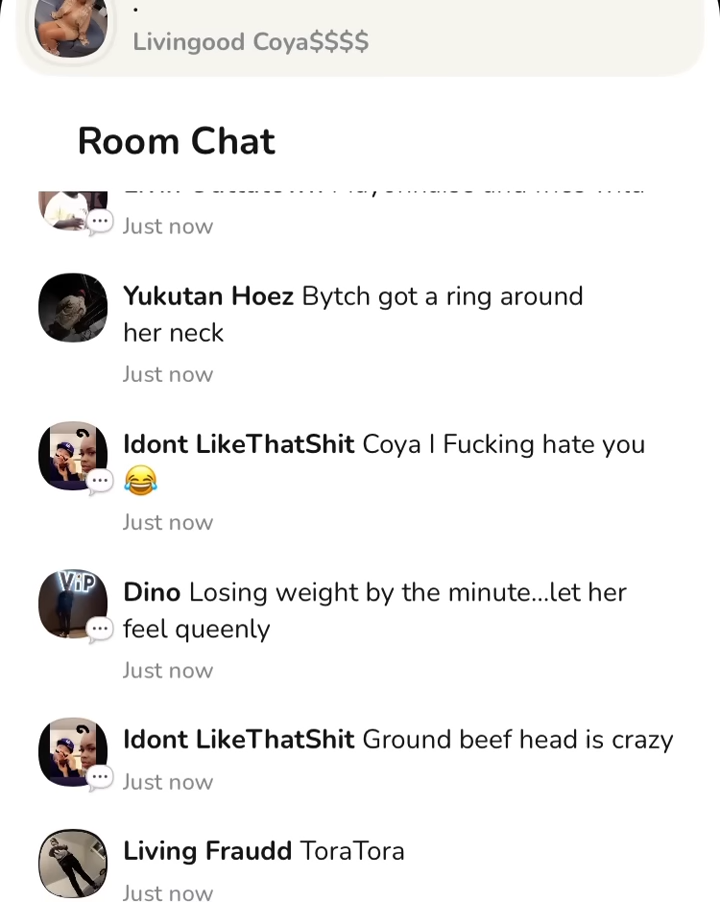 .
Livingood Coya$$$$
Room Chat
Just now
Yukutan Hoez Bytch got a ring around
her neck
Just now
Idont LikeThatShit Coya I Fucking hate you
😂
Just now
ViP
Dino Losing weight by the minute...let her
feel queenly
Just now
Idont LikeThatShit Ground beef head is crazy
Just now
Living Fraudd ToraTora
Just now